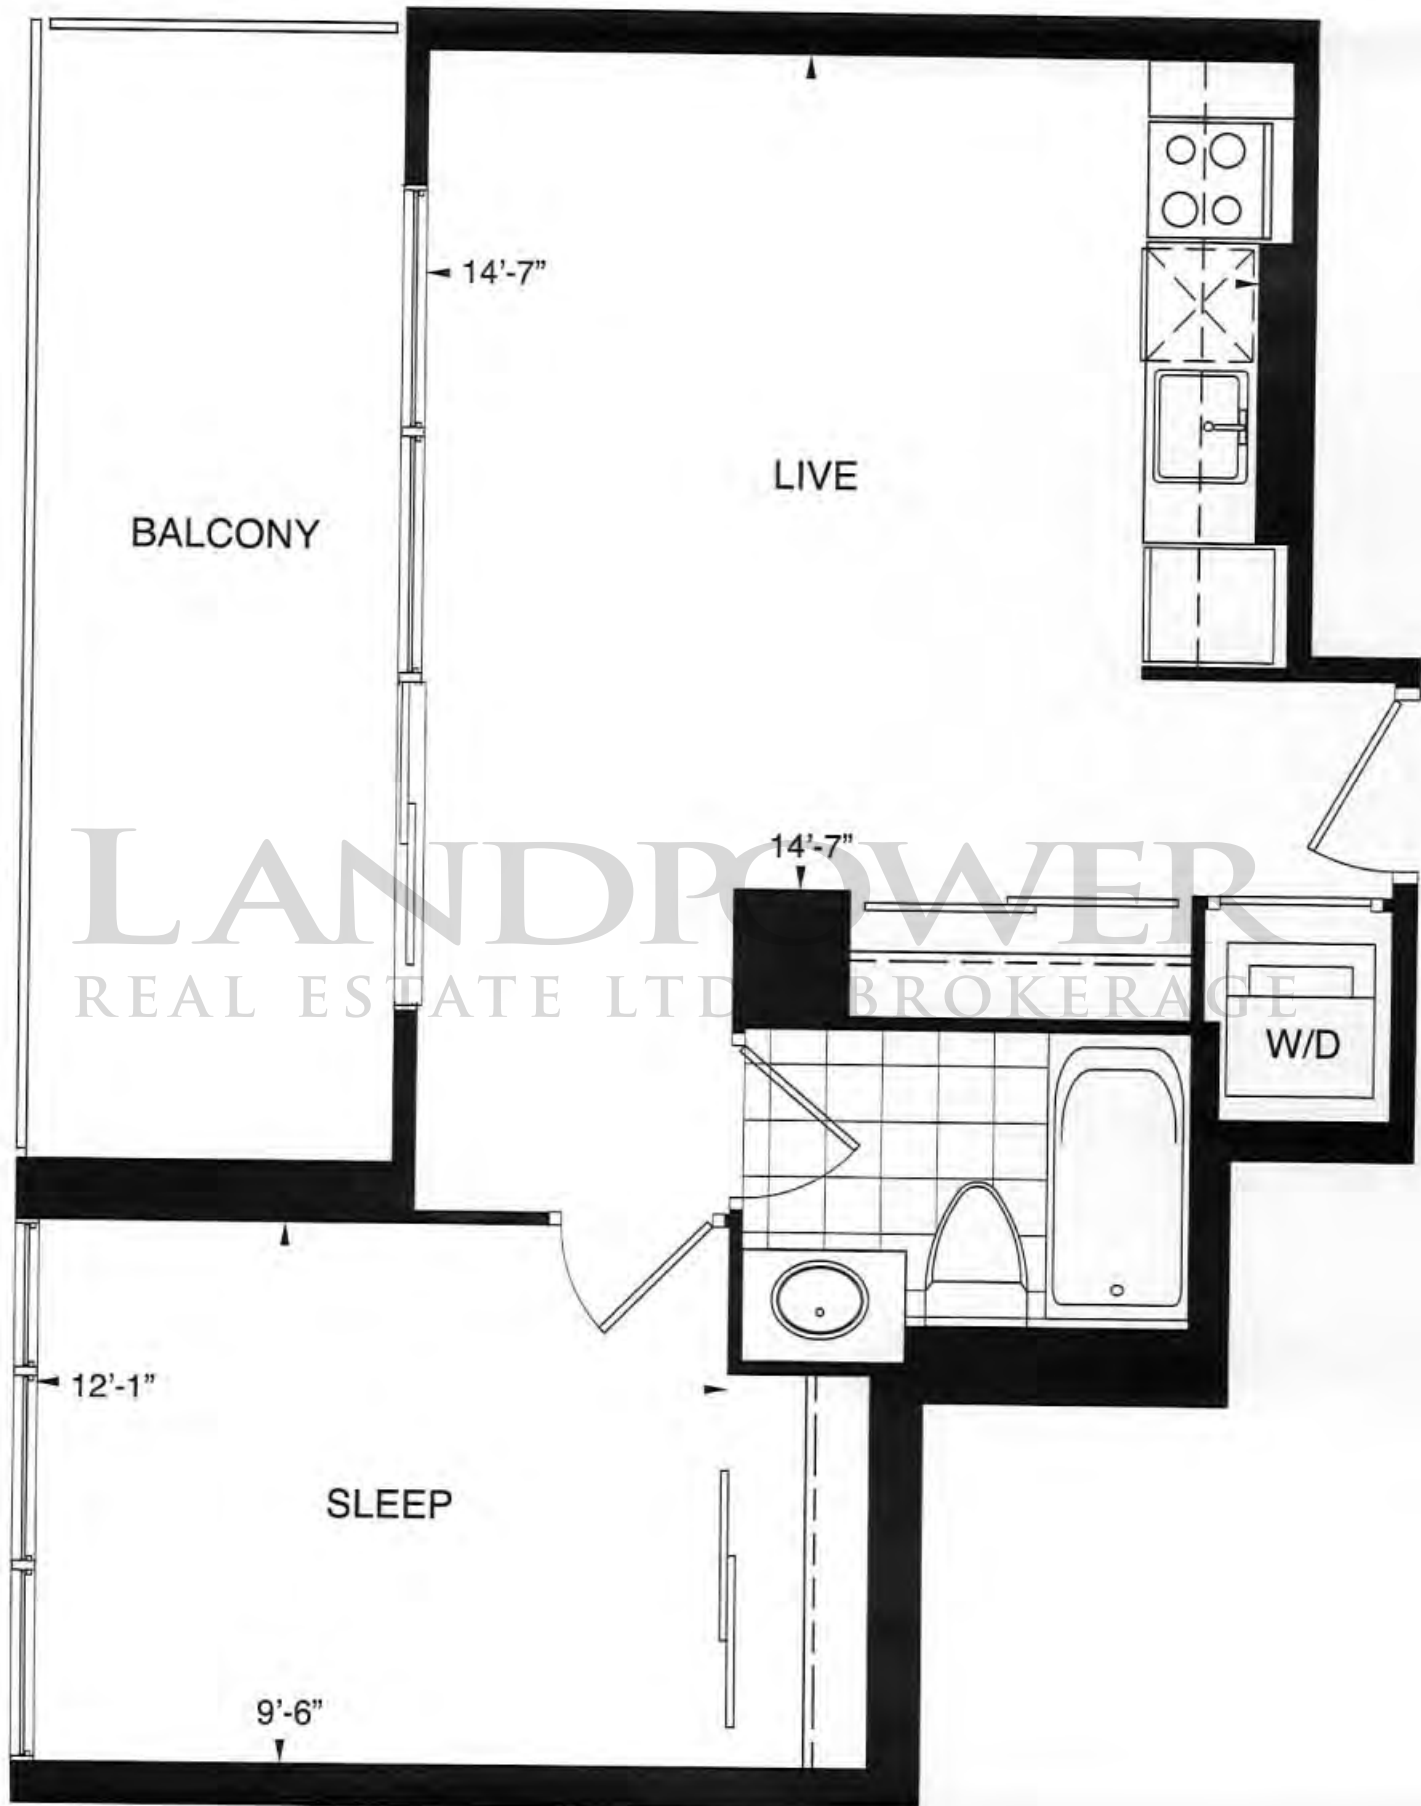 14'-7"
LIVE
BALCONY
14'-7"
LANDPOWER
REAL ESTATE LTD BROKERAGE
W/D
12'-1"
SLEEP
9'-6"